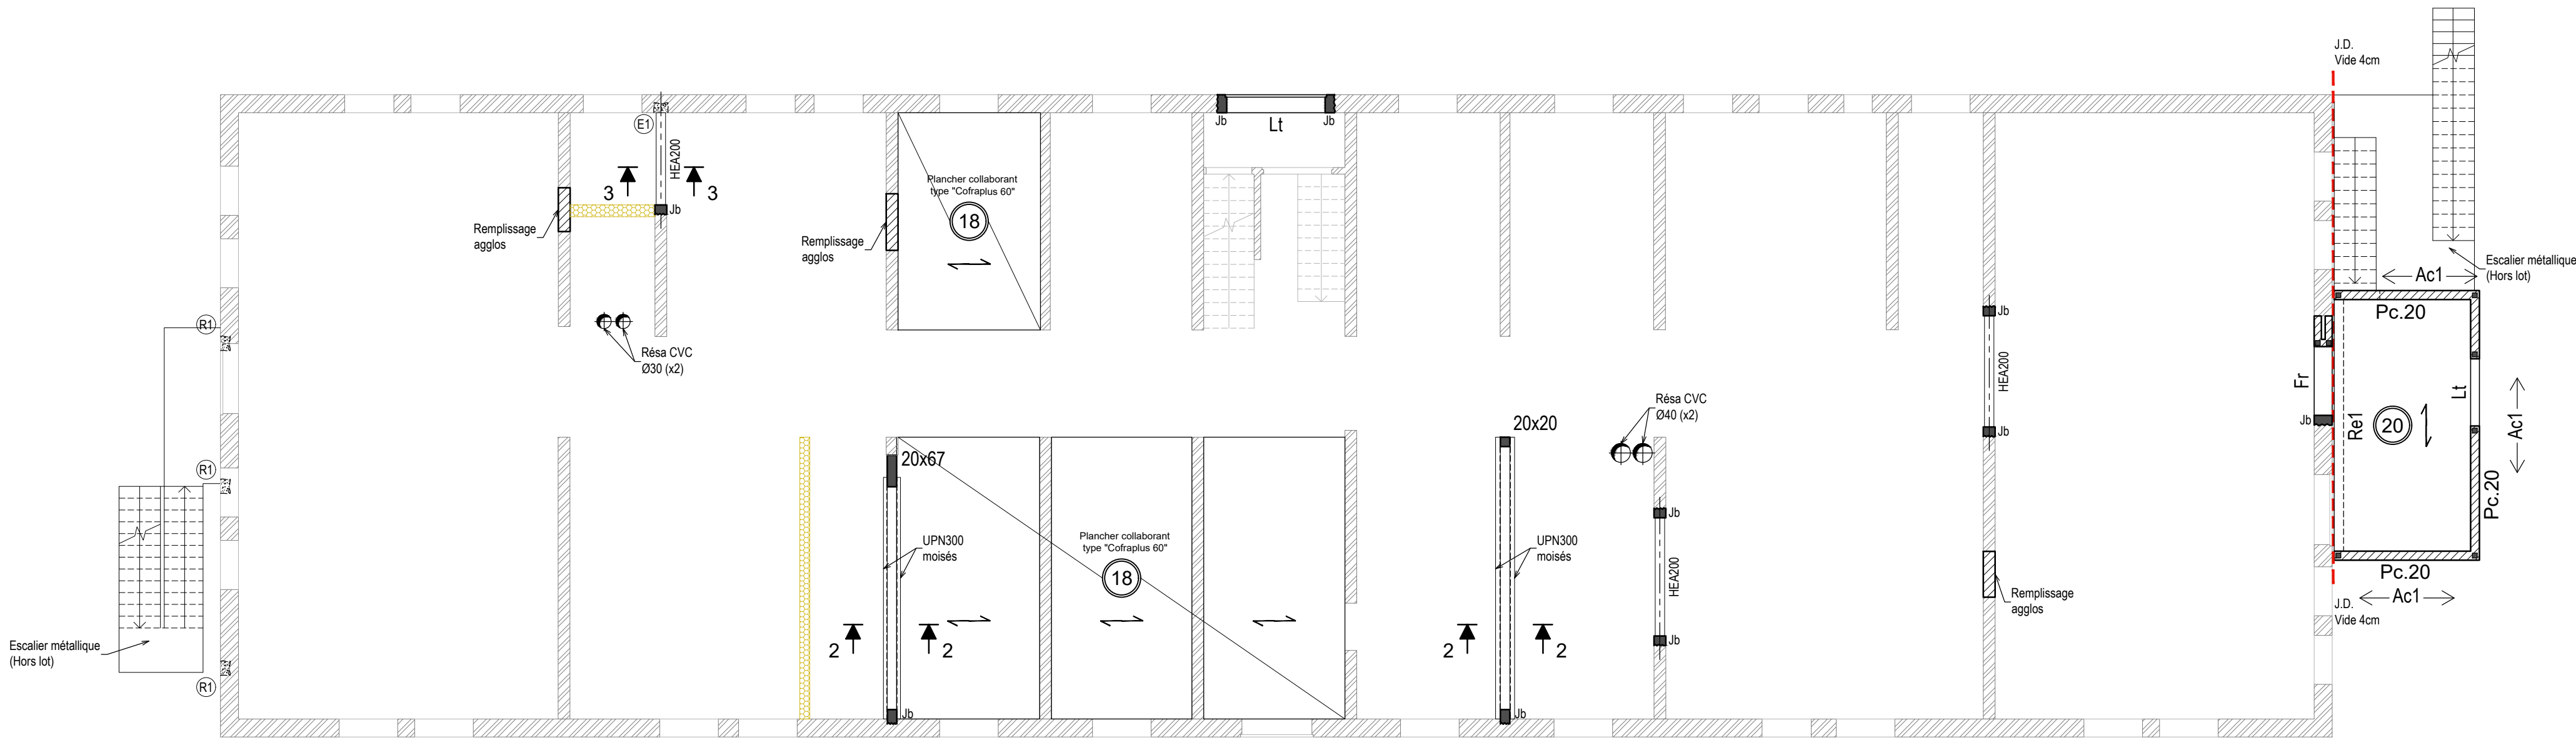 J.D.
Vide 4cm
E1
HEA200
Jb
Lt
Jb
Plancher collaborant
type "Cofraplus 60"
18
3
3
Jb
Remplissage
agglos
Remplissage
agglos
Escalier métallique
(Hors lot)
Ac1
Pc.20
R1
Jb
Résa CVC
Ø30 (x2)
HEA200
Fr
Lt
Re1
20
Ac1
Résa CVC
Ø40 (x2)
Jb
Jb
20x20
20x67
R1
Pc.20
Jb
UPN300
moisés
Plancher collaborant
type "Cofraplus 60"
18
UPN300
moisés
HEA200
Pc.20
Remplissage
agglos
Ac1
J.D.
Vide 4cm
Escalier métallique
(Hors lot)
2
2
2
2
Jb
R1
Jb
Jb